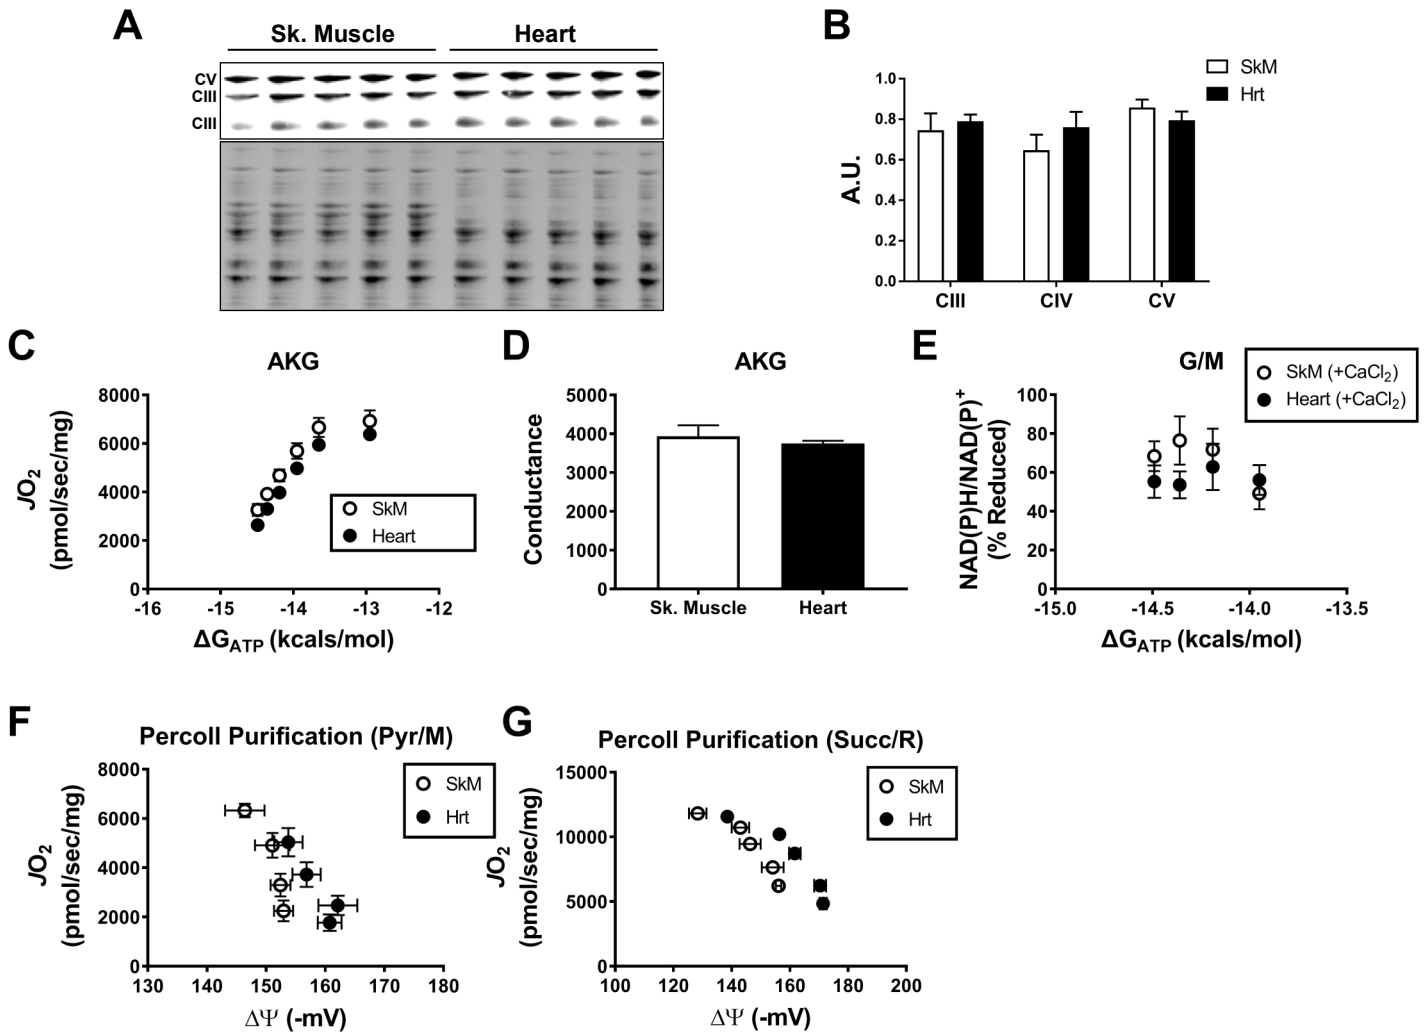 A
Sk. Muscle
Heart
CV
CIII
CIII
B
SkM
Hrt
A.U.
1.0
0.8
0.6
0.4
0.2
0.0
CIII
CIV
CV
C
AKG
JO2
(pmol/sec/mg)
8000
6000
4000
2000
0
SkM
Heart
-16
-15
-14
-13
-12
ΔGATP (kcals/mol)
D
AKG
Conductance
5000
4000
3000
2000
1000
0
Sk. Muscle
Heart
E
G/M
SkM (+CaCl2)
Heart (+CaCl2)
NAD(P)H/NAD(P)+
(% Reduced)
100
80
60
40
20
0
-15.0
-14.5
-14.0
-13.5
ΔGATP (kcals/mol)
F
Percoll Purification (Pyr/M)
JO2
(pmol/sec/mg)
8000
6000
4000
2000
0
SkM
Hrt
130
140
150
160
170
180
ΔΨ (-mV)
G
Percoll Purification (Succ/R)
JO2
(pmol/sec/mg)
15000
10000
5000
0
SkM
Hrt
100
120
140
160
180
200
ΔΨ (-mV)